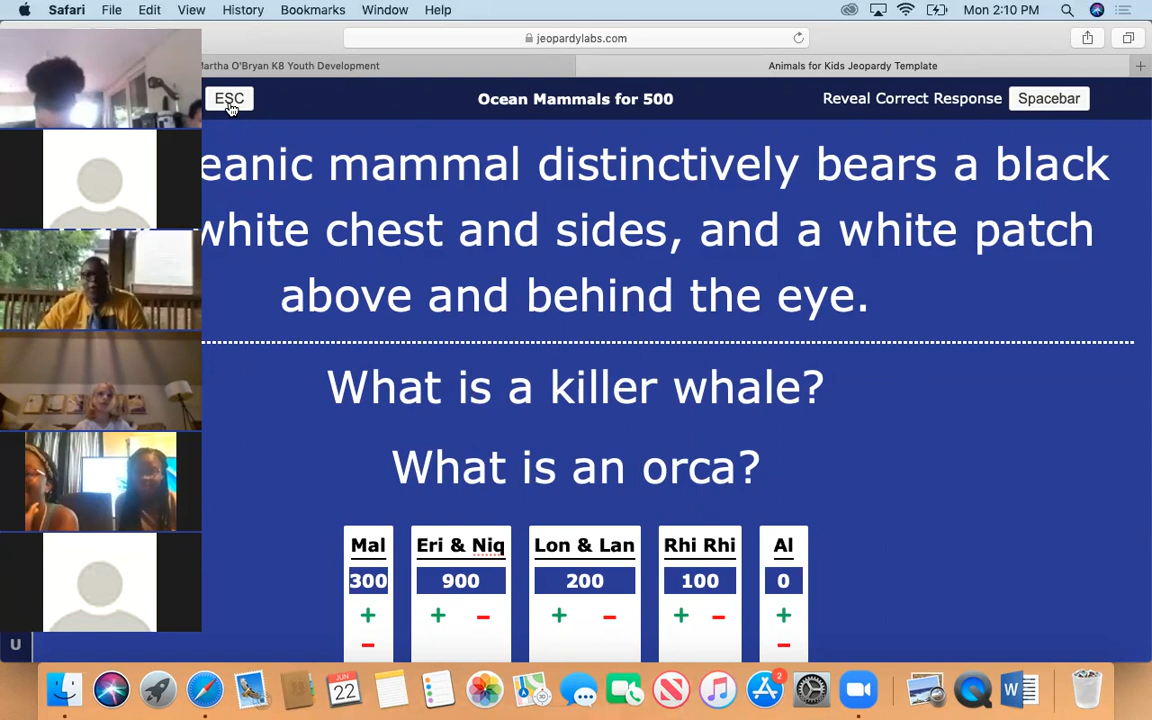 Safari File Edit View History Bookmarks Window Help Mon 2:10 PM
jeopardylabs.com
Martha O'Bryan K8 Youth Development Animals for Kids Jeopardy Template
ESC Ocean Mammals for 500 Reveal Correct Response Spacebar
eanic mammal distinctively bears a black
white chest and sides, and a white patch
above and behind the eye.
What is a killer whale?
What is an orca?
Mal Eri & Niq Lon & Lan Rhi Rhi Al
300 900 200 100 0
+ + − + − + − +
− −
U
JUN
22
30
2
W